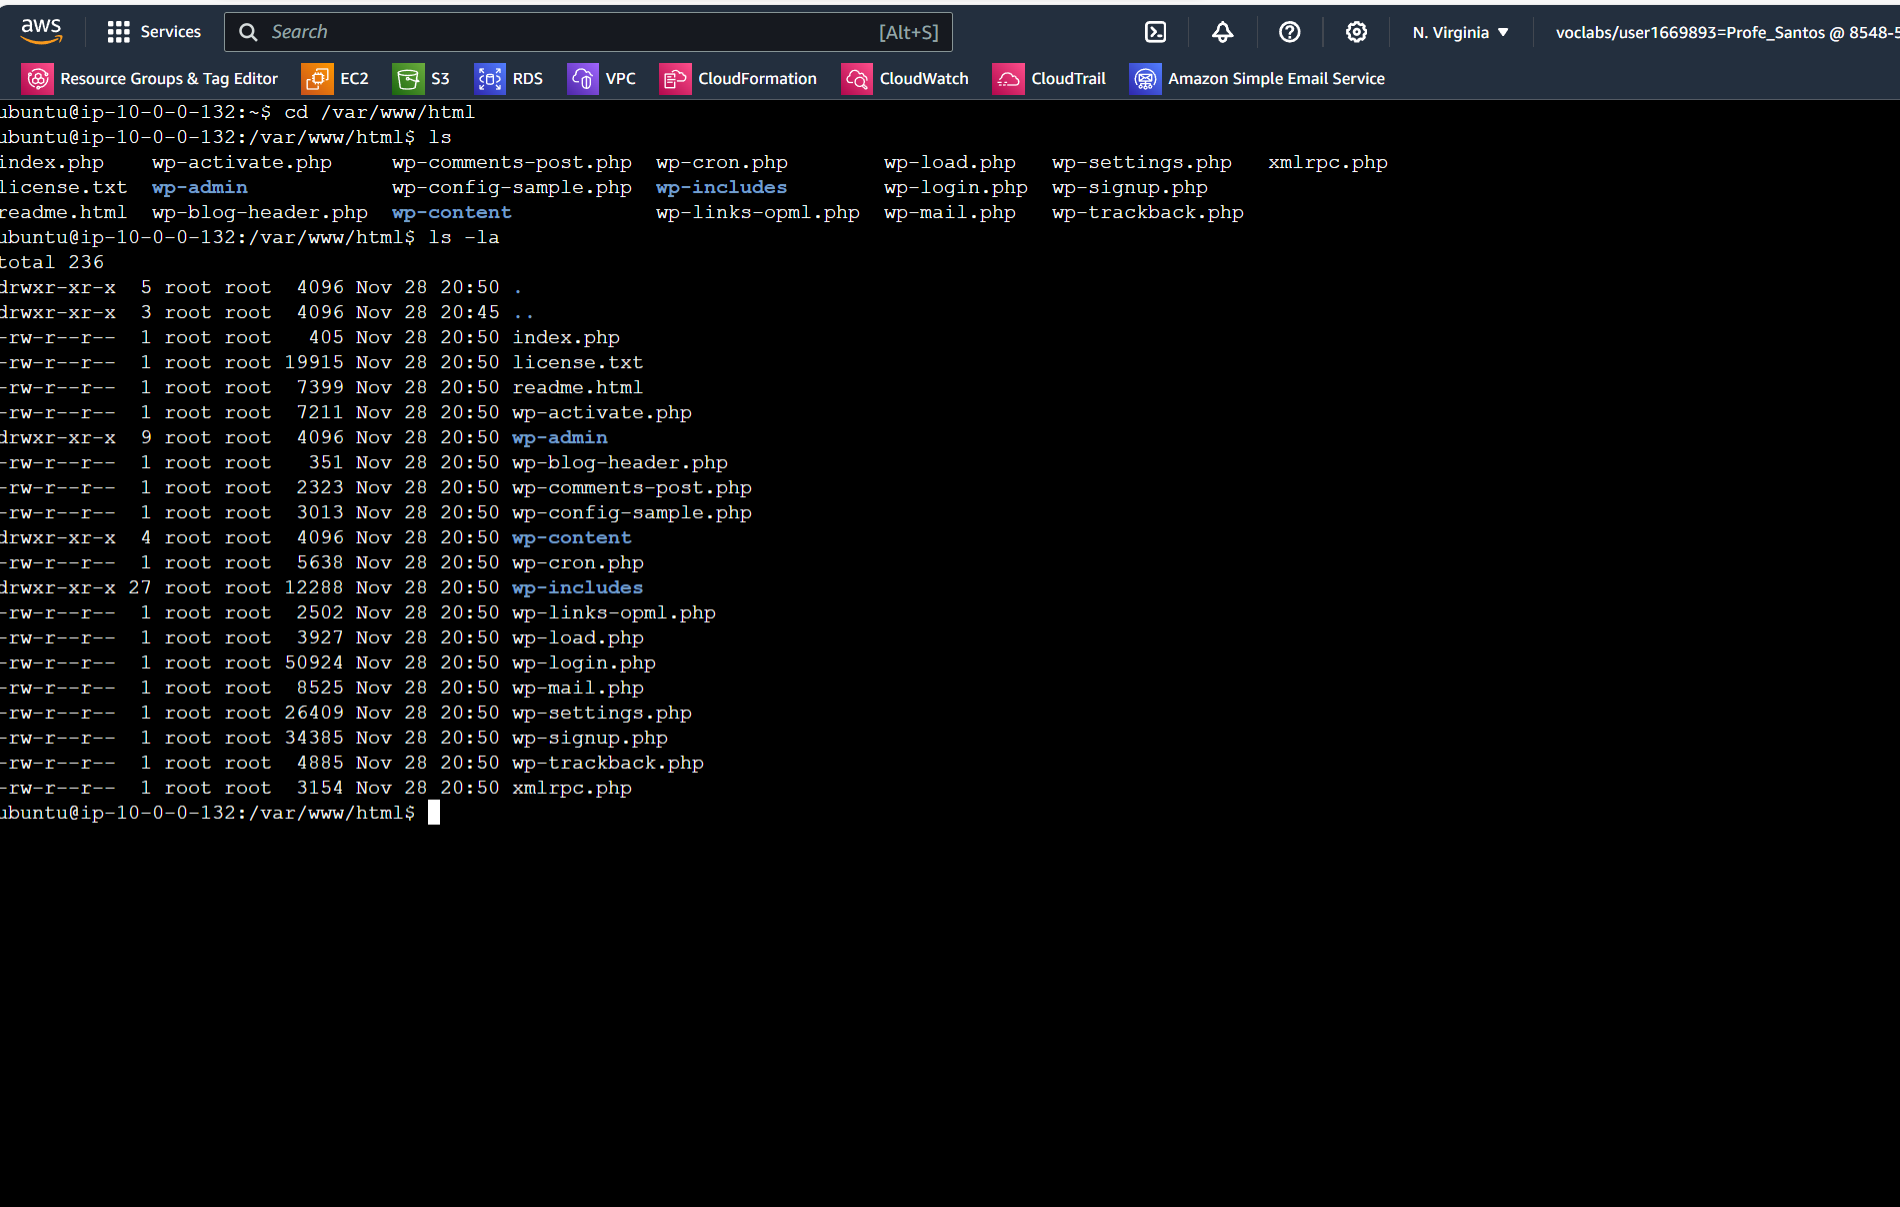 aws Services Search [Alt+S] N. Virginia ▼ voclabs/user1669893=Profe_Santos @ 8548-5
Resource Groups & Tag Editor EC2 S3 RDS VPC CloudFormation CloudWatch CloudTrail Amazon Simple Email Service
ubuntu@ip-10-0-0-132:~$ cd /var/www/html
ubuntu@ip-10-0-0-132:/var/www/html$ ls
index.php wp-activate.php wp-comments-post.php wp-cron.php wp-load.php wp-settings.php xmlrpc.php
license.txt wp-admin wp-config-sample.php wp-includes wp-login.php wp-signup.php
readme.html wp-blog-header.php wp-content wp-links-opml.php wp-mail.php wp-trackback.php
ubuntu@ip-10-0-0-132:/var/www/html$ ls -la
total 236
drwxr-xr-x 5 root root 4096 Nov 28 20:50 .
drwxr-xr-x 3 root root 4096 Nov 28 20:45 ..
-rw-r--r-- 1 root root 405 Nov 28 20:50 index.php
-rw-r--r-- 1 root root 19915 Nov 28 20:50 license.txt
-rw-r--r-- 1 root root 7399 Nov 28 20:50 readme.html
-rw-r--r-- 1 root root 7211 Nov 28 20:50 wp-activate.php
drwxr-xr-x 9 root root 4096 Nov 28 20:50 wp-admin
-rw-r--r-- 1 root root 351 Nov 28 20:50 wp-blog-header.php
-rw-r--r-- 1 root root 2323 Nov 28 20:50 wp-comments-post.php
-rw-r--r-- 1 root root 3013 Nov 28 20:50 wp-config-sample.php
drwxr-xr-x 4 root root 4096 Nov 28 20:50 wp-content
-rw-r--r-- 1 root root 5638 Nov 28 20:50 wp-cron.php
drwxr-xr-x 27 root root 12288 Nov 28 20:50 wp-includes
-rw-r--r-- 1 root root 2502 Nov 28 20:50 wp-links-opml.php
-rw-r--r-- 1 root root 3927 Nov 28 20:50 wp-load.php
-rw-r--r-- 1 root root 50924 Nov 28 20:50 wp-login.php
-rw-r--r-- 1 root root 8525 Nov 28 20:50 wp-mail.php
-rw-r--r-- 1 root root 26409 Nov 28 20:50 wp-settings.php
-rw-r--r-- 1 root root 34385 Nov 28 20:50 wp-signup.php
-rw-r--r-- 1 root root 4885 Nov 28 20:50 wp-trackback.php
-rw-r--r-- 1 root root 3154 Nov 28 20:50 xmlrpc.php
ubuntu@ip-10-0-0-132:/var/www/html$